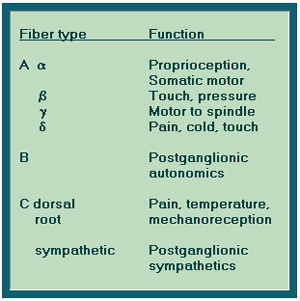 Fiber type Function
A α Proprioception,
Somatic motor
β Touch, pressure
γ Motor to spindle
δ Pain, cold, touch
B Postganglionic
autonomics
C dorsal Pain, temperature,
root mechanoreception
sympathetic Postganglionic
sympathetics